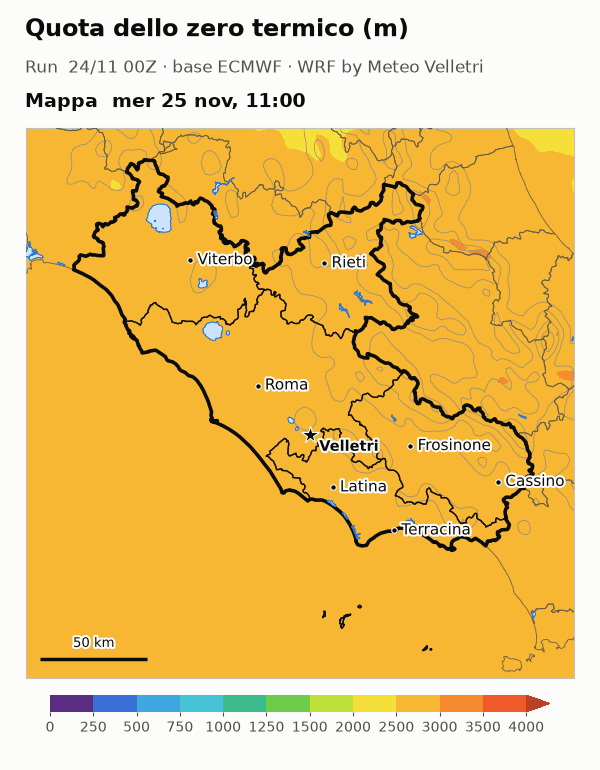 Quota dello zero termico (m)
Run  24/11 00Z · base ECMWF · WRF by Meteo Velletri
Mappa  mer 25 nov, 11:00
Viterbo
Rieti
Roma
Velletri
Frosinone
Latina
Cassino
Terracina
50 km
0 250 500 750 1000 1250 1500 2000 2500 3000 3500 4000